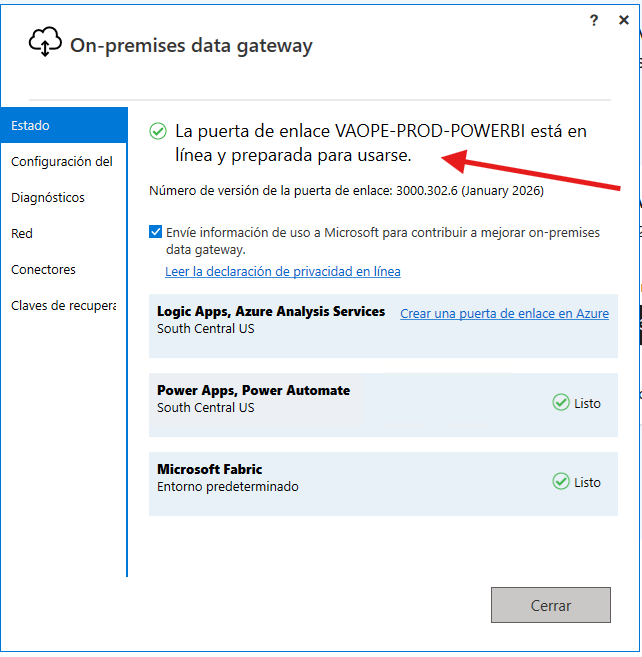 ? ×
On-premises data gateway
Estado
Configuración del
Diagnósticos
Red
Conectores
Claves de recupera
La puerta de enlace VAOPE-PROD-POWERBI está en
línea y preparada para usarse.
Número de versión de la puerta de enlace: 3000.302.6 (January 2026)
Envíe información de uso a Microsoft para contribuir a mejorar on-premises
data gateway.
Leer la declaración de privacidad en línea
Logic Apps, Azure Analysis Services
Crear una puerta de enlace en Azure
South Central US
Power Apps, Power Automate
South Central US
Listo
Microsoft Fabric
Entorno predeterminado
Listo
Cerrar